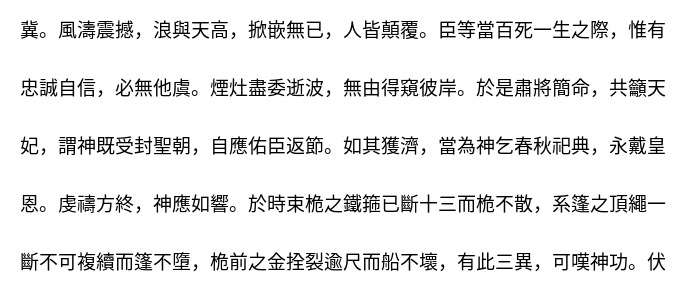 冀。風濤震撼，浪與天高，掀嵌無已，人皆顛覆。臣等當百死一生之際，惟有
忠誠自信，必無他虞。煙灶盡委逝波，無由得窺彼岸。於是肅將簡命，共籲天
妃，謂神既受封聖朝，自應佑臣返節。如其獲濟，當為神乞春秋祀典，永戴皇
恩。虔禱方終，神應如響。於時束桅之鐵箍已斷十三而桅不散，系篷之頂繩一
斷不可複續而篷不墮，桅前之金拴裂逾尺而船不壞，有此三異，可嘆神功。伏